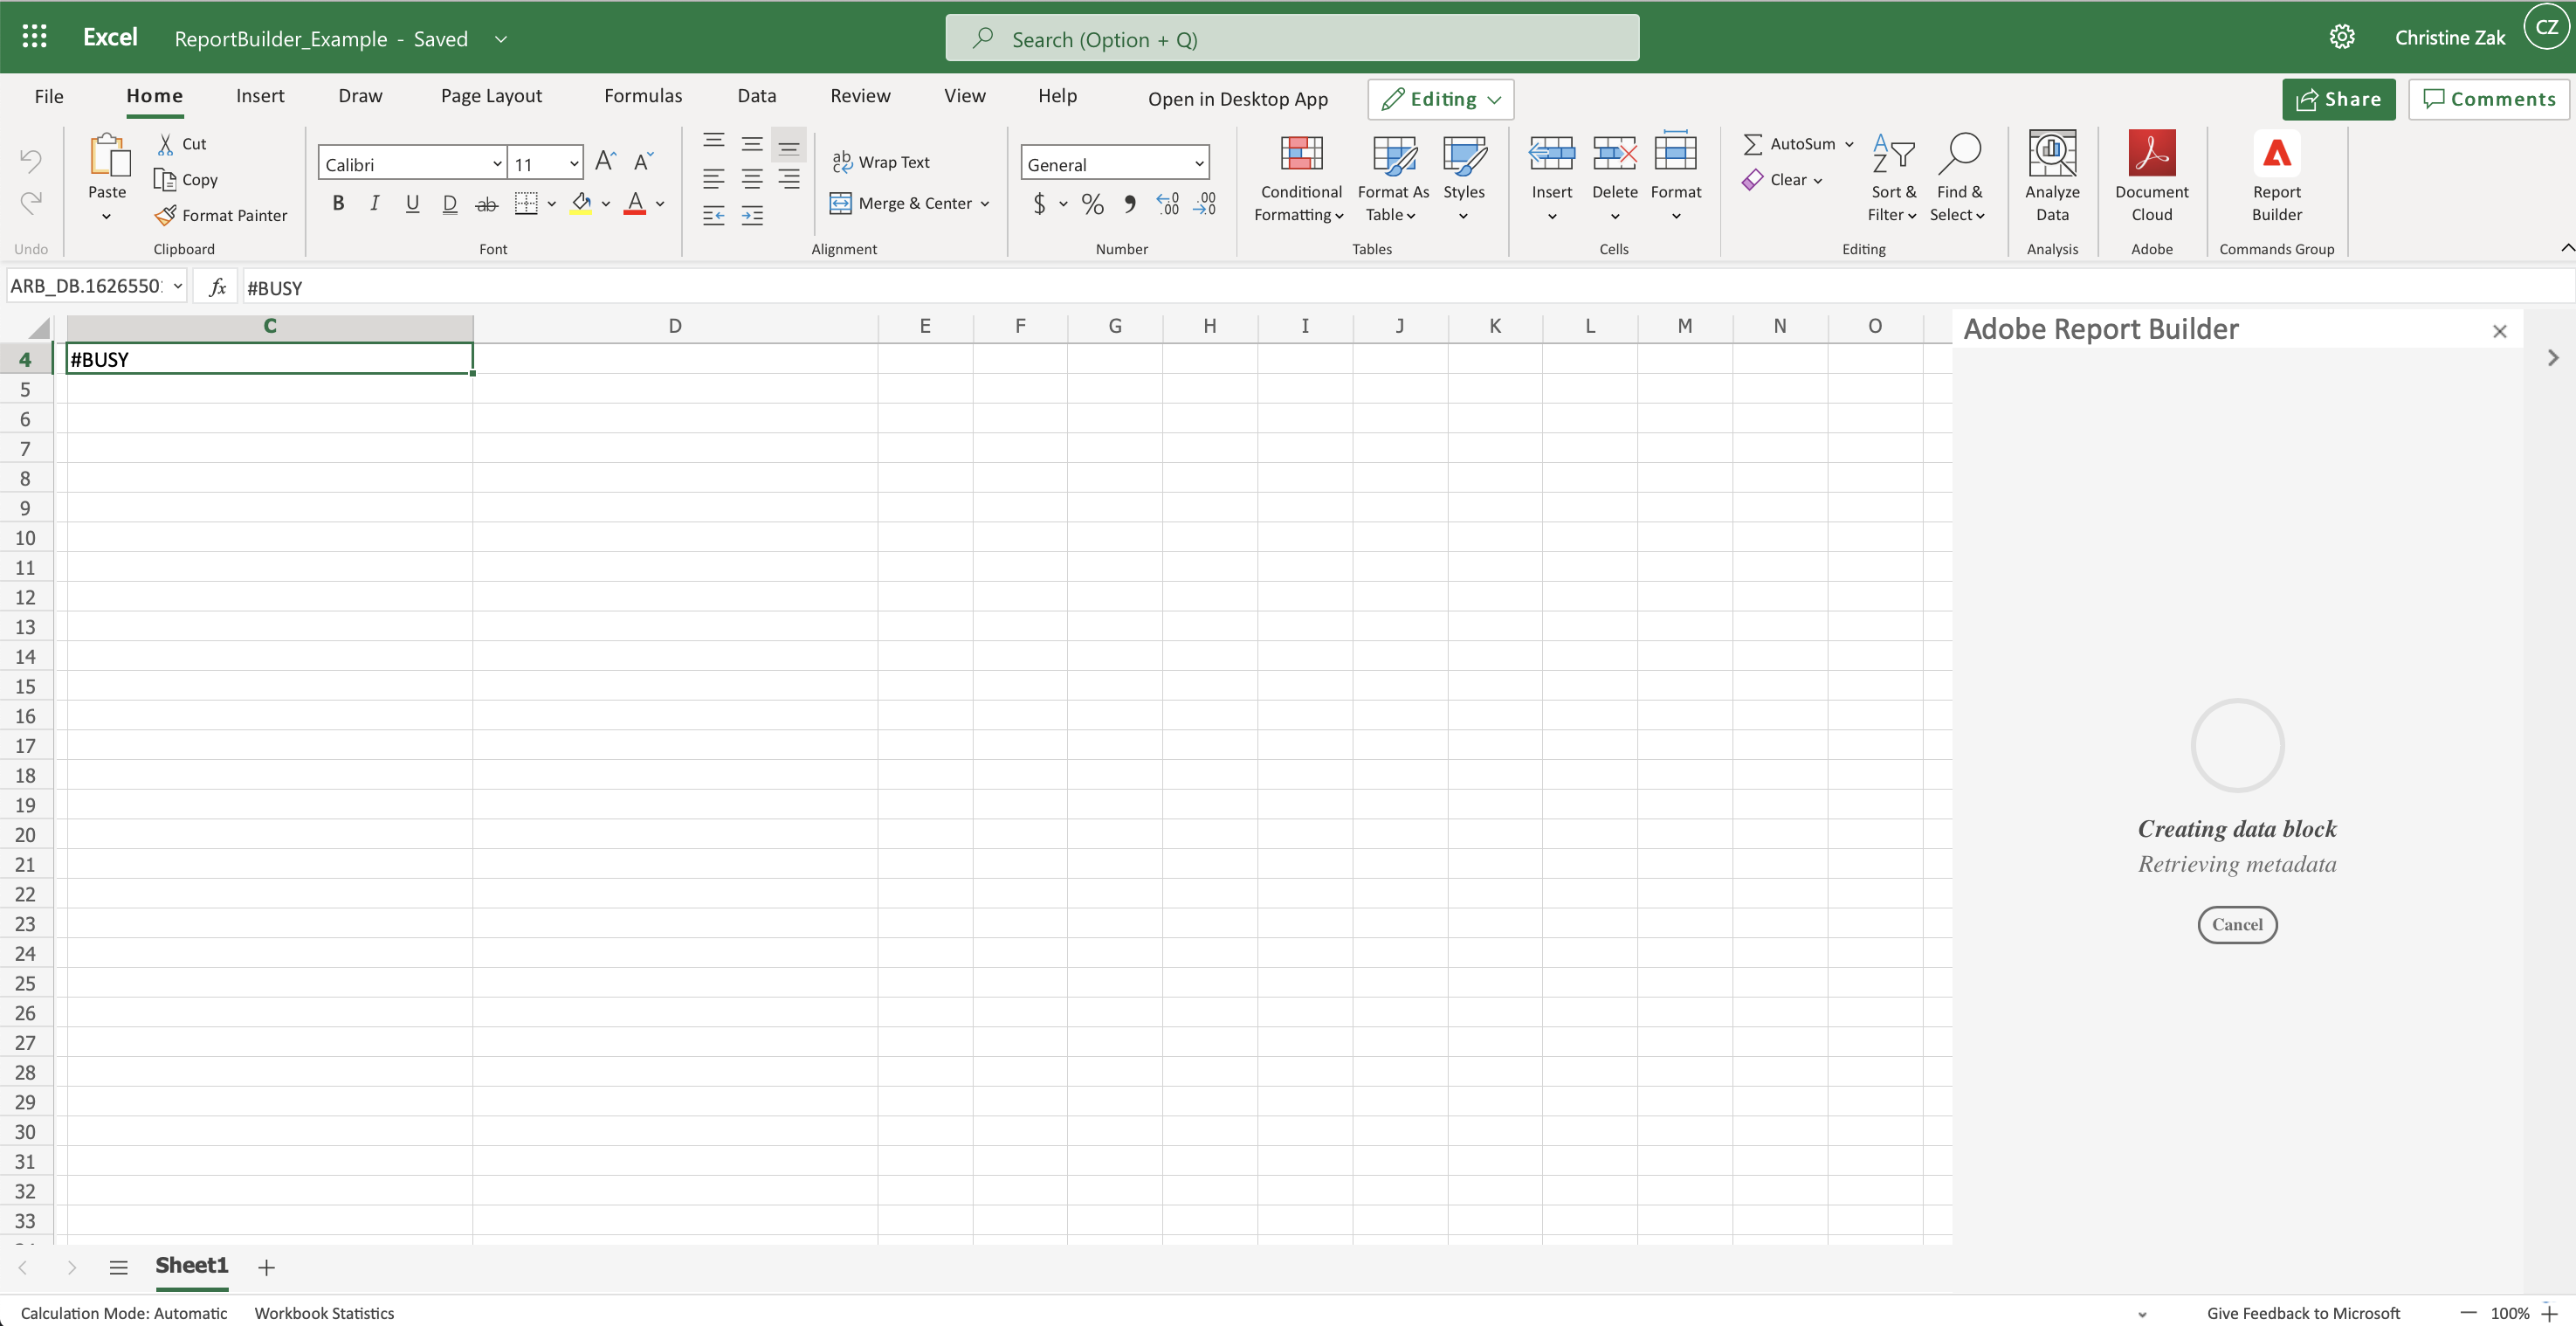 Excel ReportBuilder_Example - Saved Search (Option + Q) Christine Zak CZ
File Home Insert Draw Page Layout Formulas Data Review View Help Open in Desktop App Editing Share Comments
Undo
Paste
Cut
Copy
Format Painter
Clipboard
Calibri 11
B I U D ab
Font
Wrap Text
Merge & Center
Alignment
General
$ % , .00 .00
Number
Conditional Formatting
Format As Table
Styles
Tables
Insert Delete Format
Cells
AutoSum
Clear
Sort & Filter
Find & Select
Editing
Analyze Data
Analysis
Document Cloud
Adobe
Report Builder
Commands Group
ARB_DB.1626550 fx #BUSY
C D E F G H I J K L M N O
4 #BUSY
5
6
7
8
9
10
11
12
13
14
15
16
17
18
19
20
21
22
23
24
25
26
27
28
29
30
31
32
33
Adobe Report Builder
Creating data block
Retrieving metadata
Cancel
Sheet1
Calculation Mode: Automatic Workbook Statistics Give Feedback to Microsoft 100%